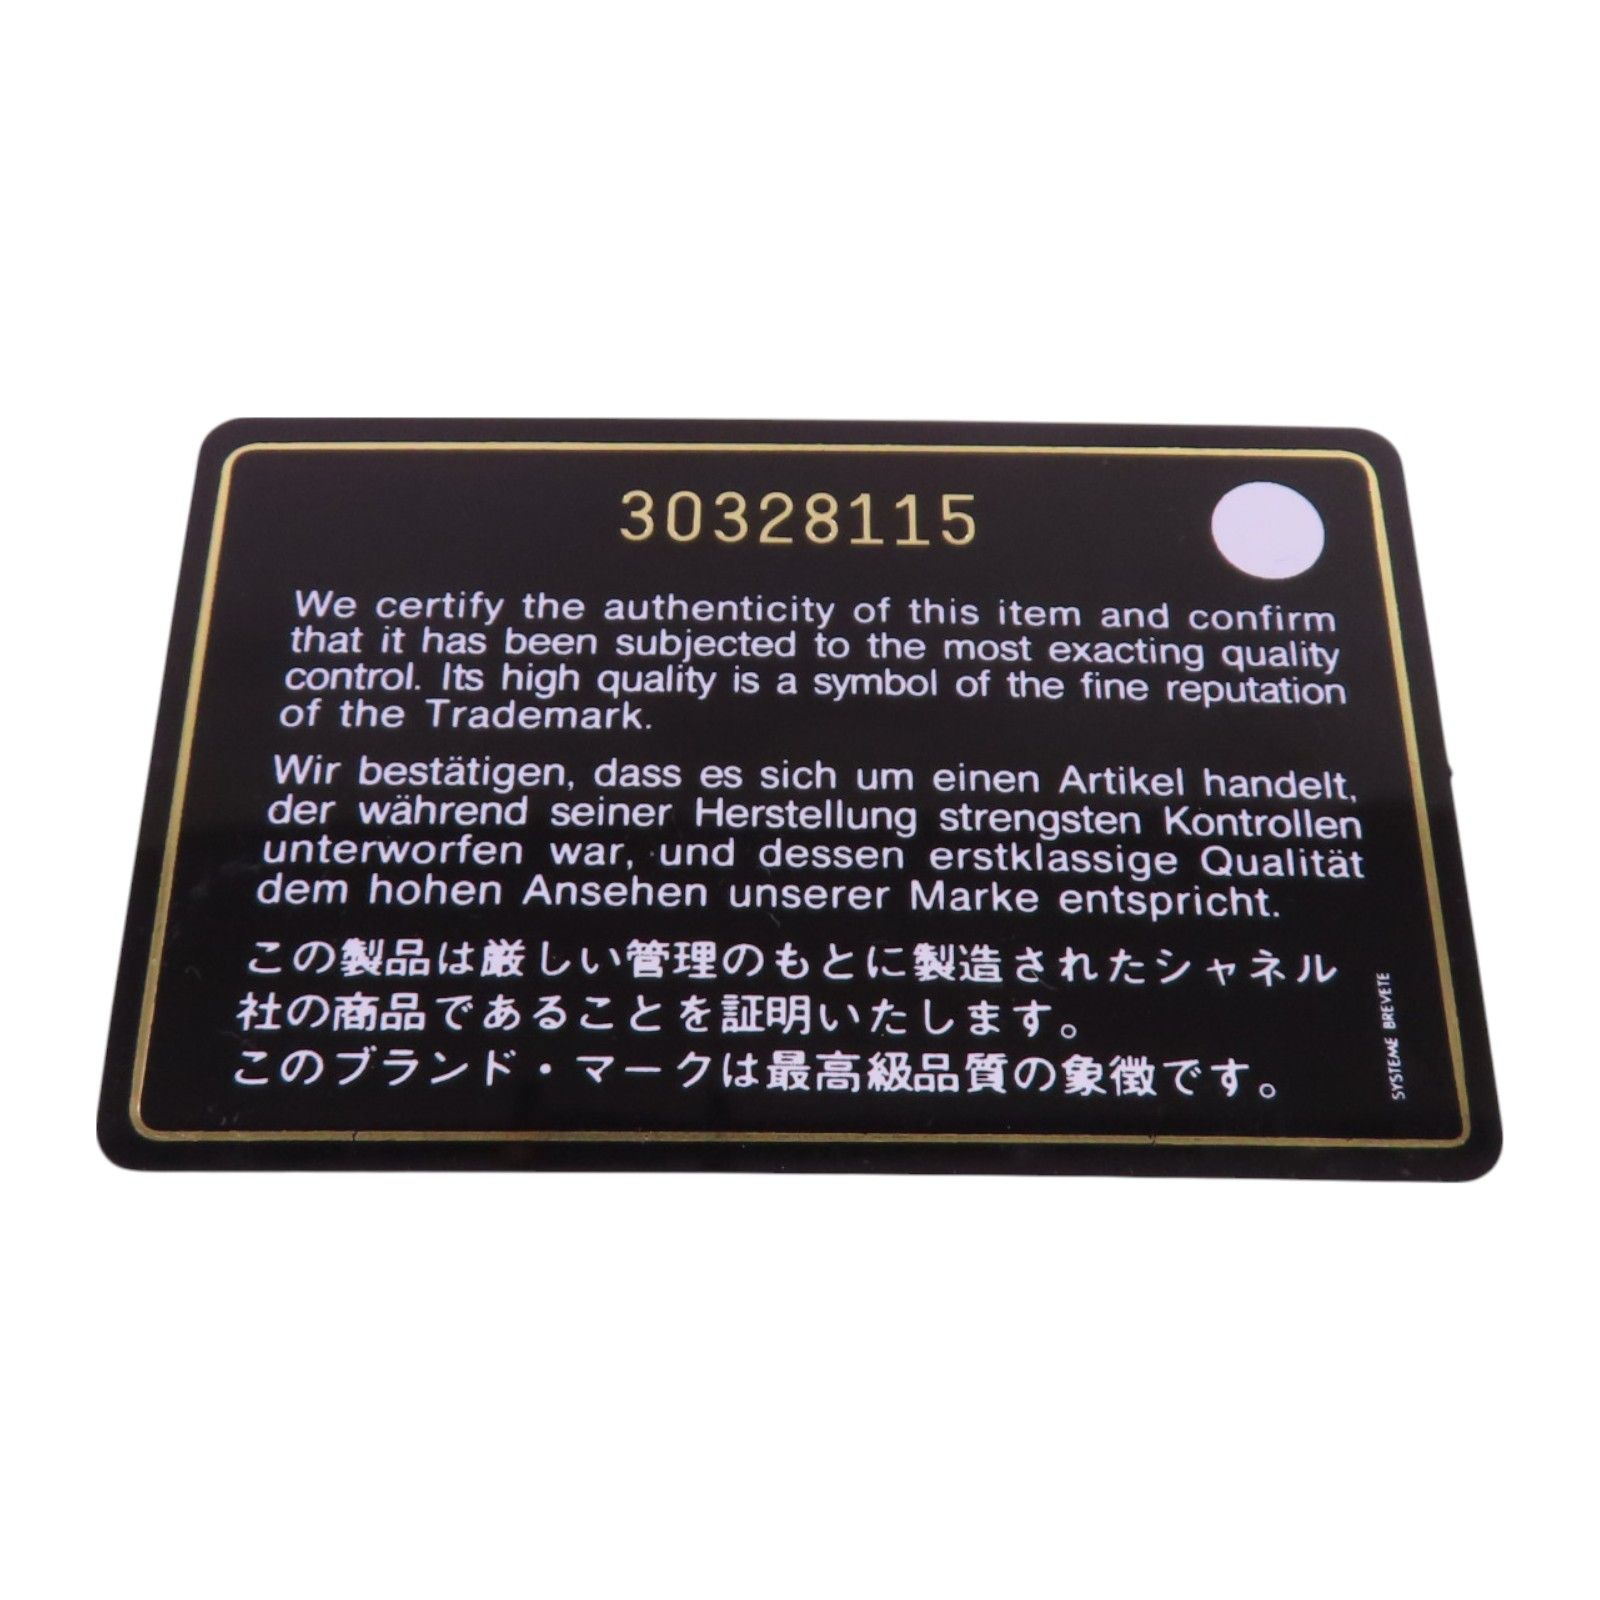 30328115
We certify the authenticity of this item and confirm
that it has been subjected to the most exacting quality
control. Its high quality is a symbol of the fine reputation
of the Trademark.
Wir bestätigen, dass es sich um einen Artikel handelt,
der während seiner Herstellung strengsten Kontrollen
unterworfen war, und dessen erstklassige Qualität
dem hohen Ansehen unserer Marke entspricht.
この製品は厳しい管理のもとに製造されたシャネル
社の商品であることを証明いたします。
このブランド・マークは最高級品質の象徴です。
SYSTEME BREVETE